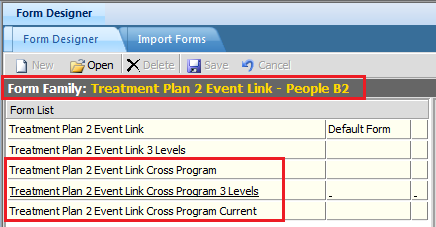 Form Designer
Form Designer Import Forms
New Open Delete Save Cancel
Form Family: Treatment Plan 2 Event Link - People B2
Form List
Treatment Plan 2 Event Link Default Form
Treatment Plan 2 Event Link 3 Levels
Treatment Plan 2 Event Link Cross Program
Treatment Plan 2 Event Link Cross Program 3 Levels
Treatment Plan 2 Event Link Cross Program Current